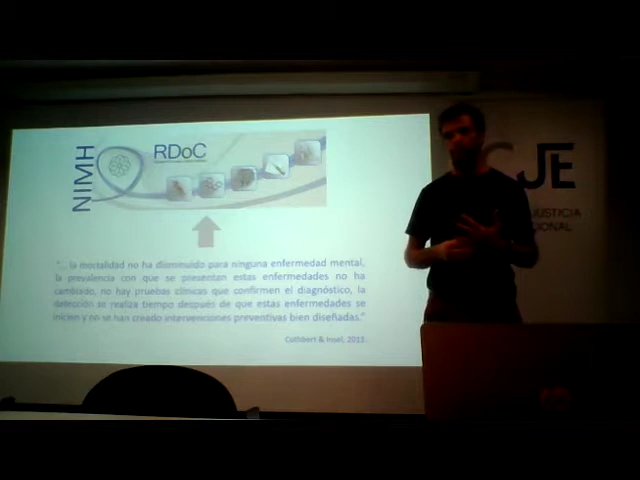 NIMH
RDoC
"... la mortalidad no ha disminuido para ninguna enfermedad mental,
la prevalencia con que se presentan estas enfermedades no ha
cambiado, no hay pruebas clínicas que confirmen el diagnóstico, la
detección se realiza tiempo después de que estas enfermedades se
inicien y no se han creado intervenciones preventivas bien diseñadas."
Cuthbert & Insel, 2013.
CJE
JUSTICIA
CIONAL